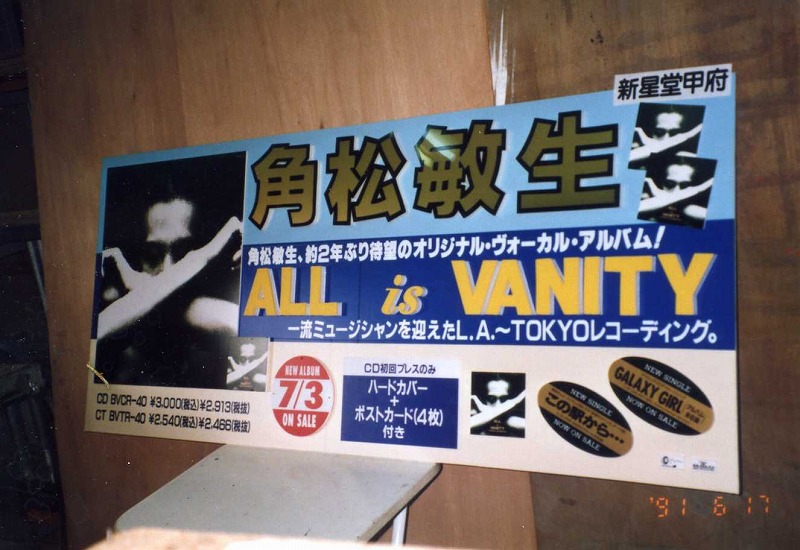 新星堂甲府
角松敏生
角松敏生、約2年ぶり待望のオリジナル・ヴォーカル・アルバム!
ALL is VANITY
一流ミュージシャンを迎えたL.A.~TOKYOレコーディング。
CD BVCR-40 ¥3,000(税込)¥2,913(税抜)
CT BVTR-40 ¥2,540(税込)¥2,466(税抜)
NEW ALBUM
7/3
ON SALE
CD初回プレスのみ
ハードカバー
+
ポストカード(4枚)
付き
NEW SINGLE
この駅から…
NOW ON SALE
NEW SINGLE
GALAXY GIRL
NOW ON SALE
'91 6 17